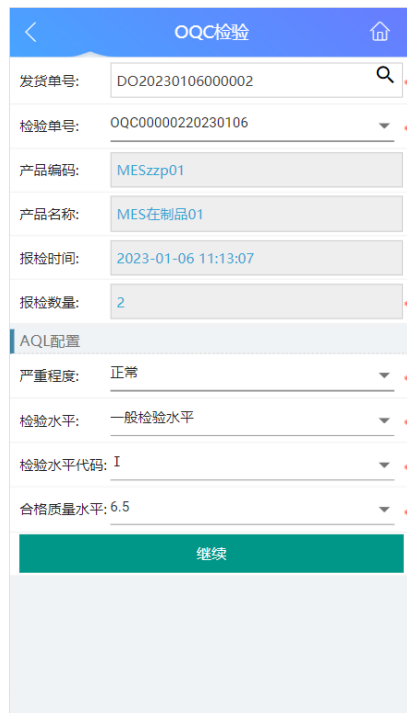 OQC检验
发货单号: DO20230106000002
检验单号: OQC00000220230106
产品编码: MESzzp01
产品名称: MES在制品01
报检时间: 2023-01-06 11:13:07
报检数量: 2
AQL配置
严重程度: 正常
检验水平: 一般检验水平
检验水平代码: I
合格质量水平: 6.5
继续